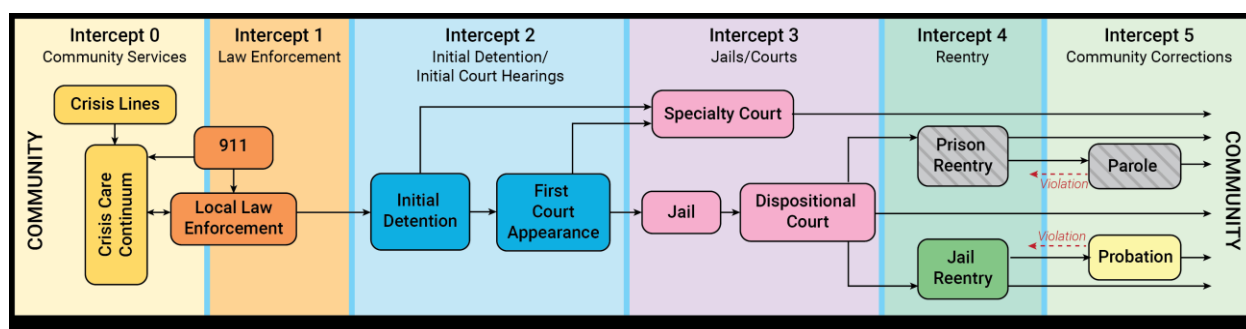 Intercept 0
Community Services
Intercept 1
Law Enforcement
Intercept 2
Initial Detention/
Initial Court Hearings
Intercept 3
Jails/Courts
Intercept 4
Reentry
Intercept 5
Community Corrections
COMMUNITY
Crisis Lines
911
Crisis Care
Continuum
Local Law
Enforcement
Initial
Detention
First
Court
Appearance
Specialty Court
Jail
Dispositional
Court
Prison
Reentry
Violation
Parole
Jail
Reentry
Violation
Probation
COMMUNITY